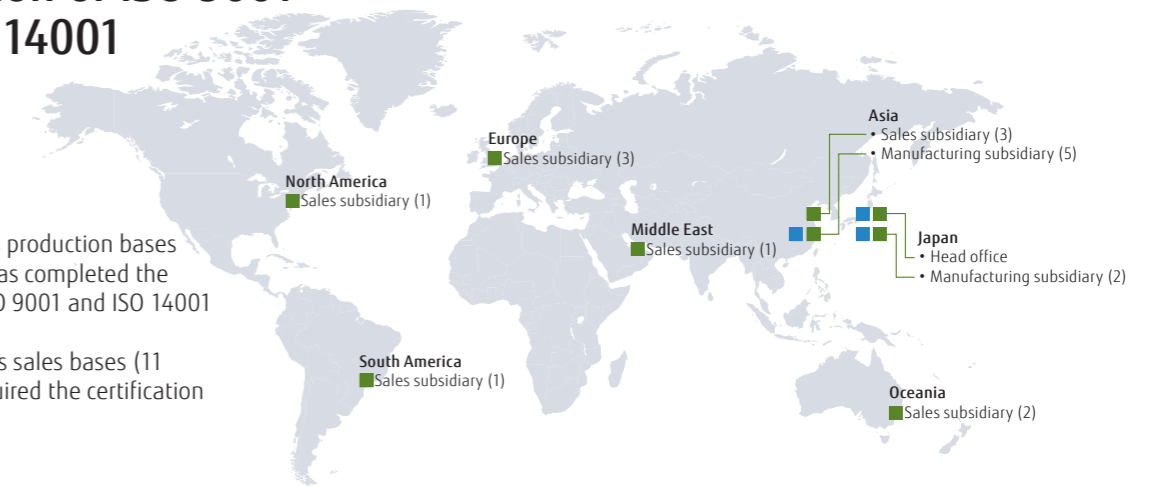 14001
production bases
as completed the
9001 and ISO 14001
s sales bases (11
the certification
North America
Sales subsidiary (1)
Europe
Sales subsidiary (3)
Asia
• Sales subsidiary (3)
• Manufacturing subsidiary (5)
Middle East
Sales subsidiary (1)
Japan
• Head office
• Manufacturing subsidiary (2)
South America
Sales subsidiary (1)
Oceania
Sales subsidiary (2)